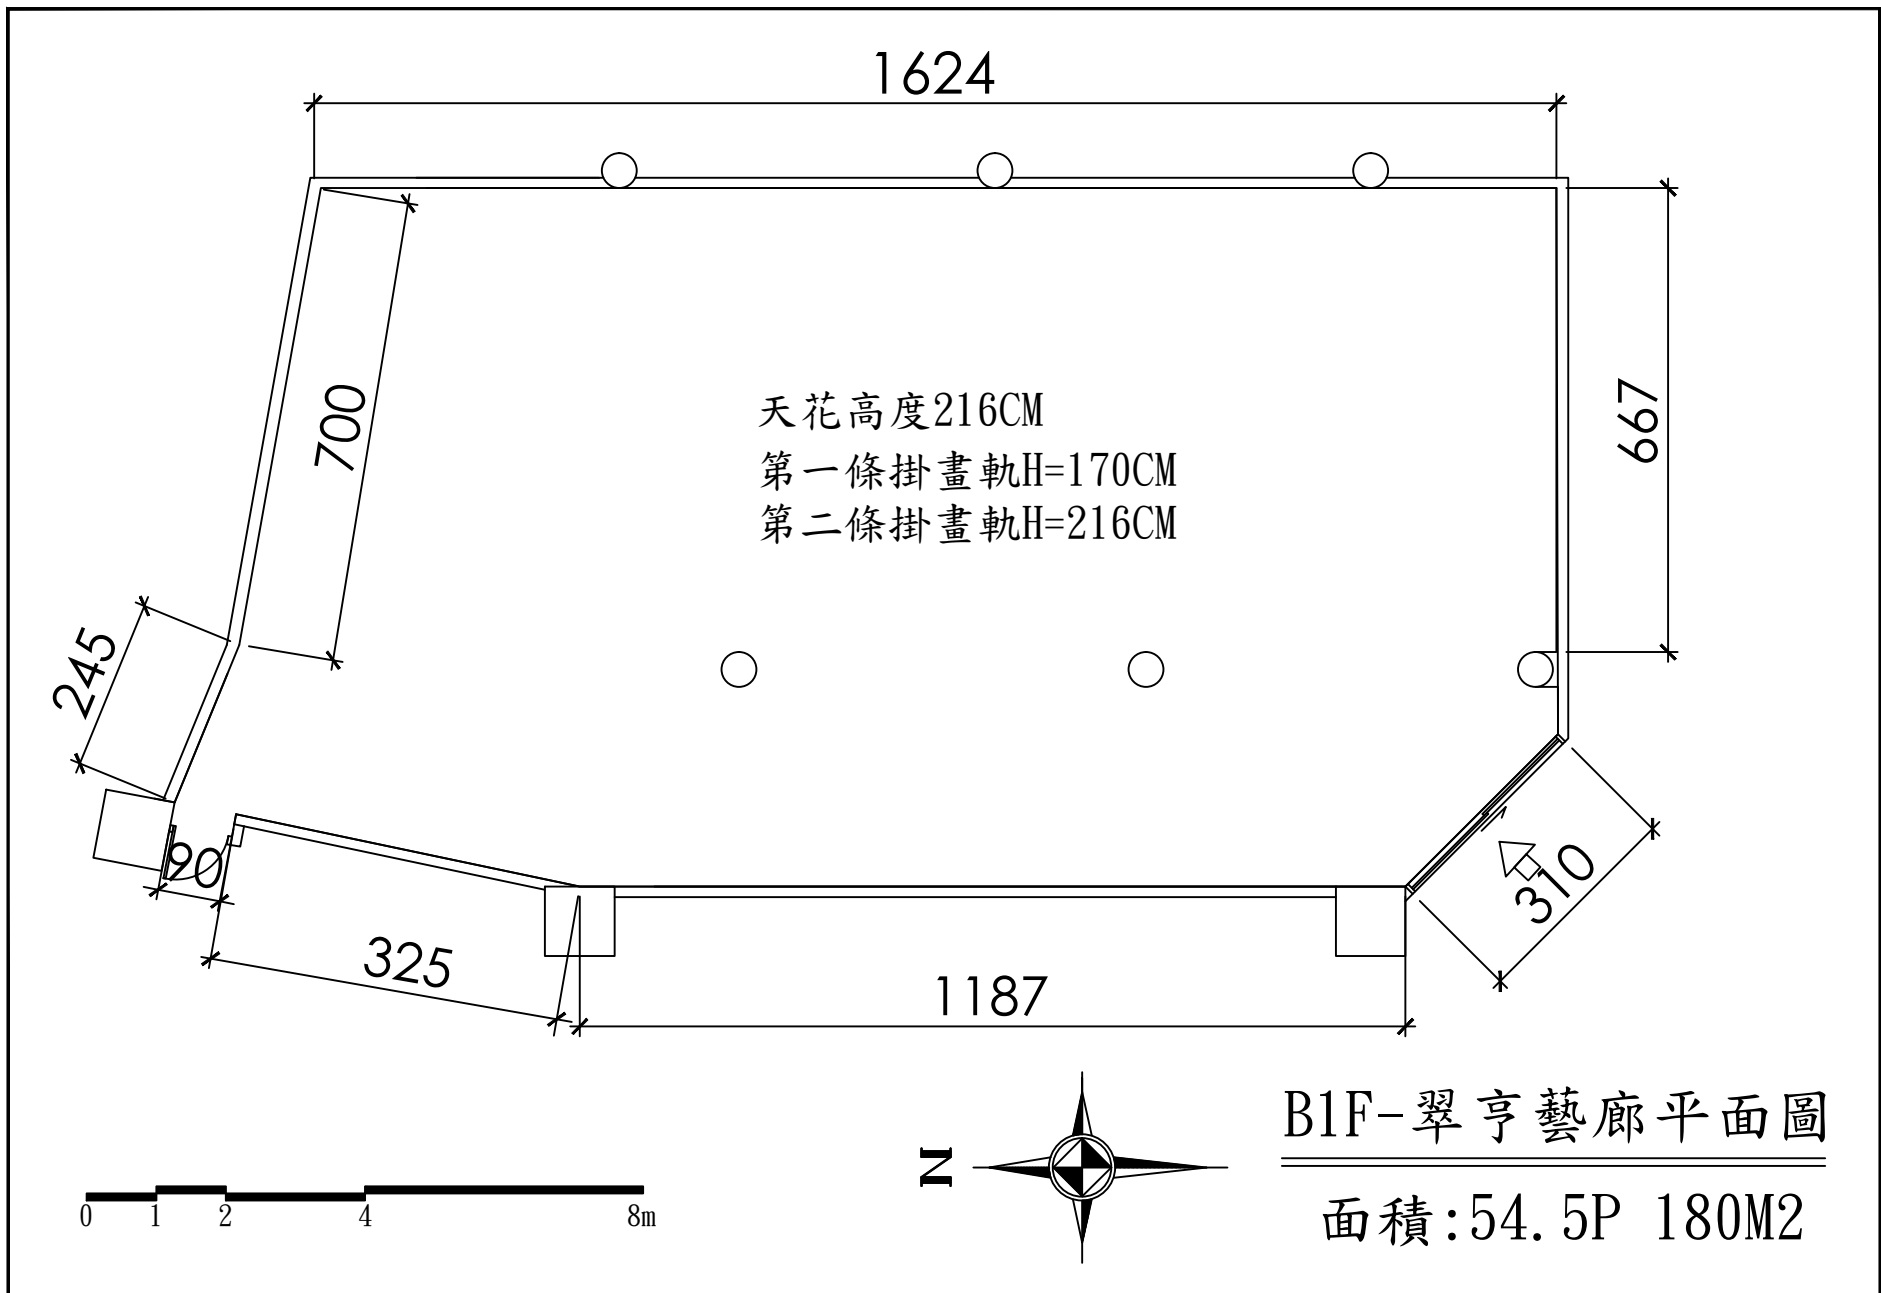 1624
700
天花高度216CM
第一條掛畫軌H=170CM
第二條掛畫軌H=216CM
667
245
90
310
325
1187
N
B1F-翠亨藝廊平面圖
面積:54.5P 180M2
0 1 2 4 8m